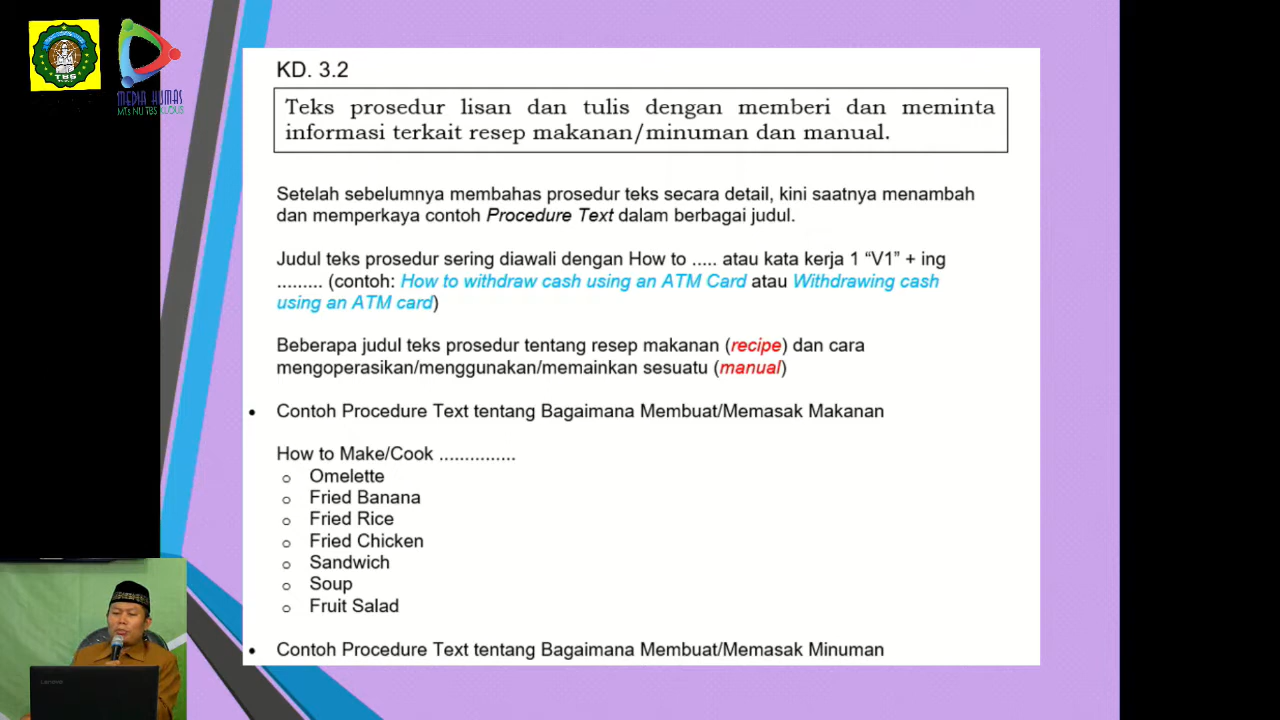 TBS
MEDIA HUMAS
MTs NU TBS KUDUS
KD. 3.2
Teks prosedur lisan dan tulis dengan memberi dan meminta
informasi terkait resep makanan/minuman dan manual.
Setelah sebelumnya membahas prosedur teks secara detail, kini saatnya menambah
dan memperkaya contoh Procedure Text dalam berbagai judul.
Judul teks prosedur sering diawali dengan How to ..... atau kata kerja 1 “V1” + ing
......... (contoh: How to withdraw cash using an ATM Card atau Withdrawing cash
using an ATM card)
Beberapa judul teks prosedur tentang resep makanan (recipe) dan cara
mengoperasikan/menggunakan/memainkan sesuatu (manual)
• Contoh Procedure Text tentang Bagaimana Membuat/Memasak Makanan
How to Make/Cook ...............
o Omelette
o Fried Banana
o Fried Rice
o Fried Chicken
o Sandwich
o Soup
o Fruit Salad
• Contoh Procedure Text tentang Bagaimana Membuat/Memasak Minuman
Lenovo